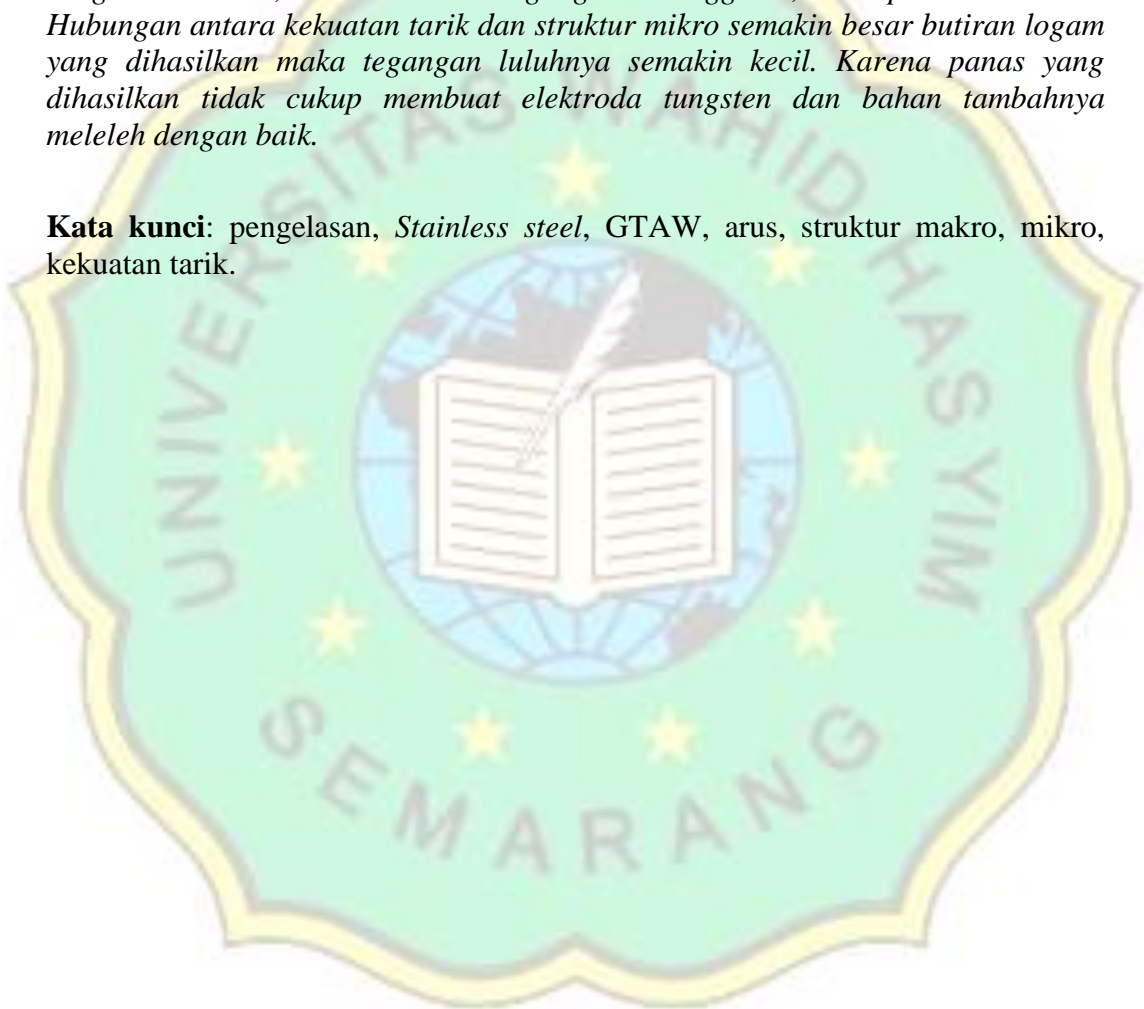 Hubungan antara kekuatan tarik dan struktur mikro semakin besar butiran logam
yang dihasilkan maka tegangan luluhnya semakin kecil. Karena panas yang
dihasilkan tidak cukup membuat elektroda tungsten dan bahan tambahnya
meleleh dengan baik.
Kata kunci: pengelasan, Stainless steel, GTAW, arus, struktur makro, mikro,
kekuatan tarik.
UNIVERSITAS WAHID HASYIM
SEMARANG